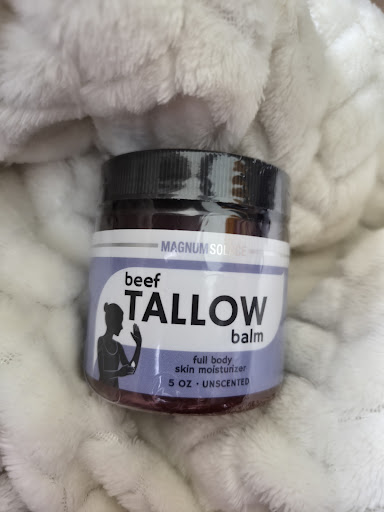 MAGNUM
beef
TALLOW
balm
full body
skin moisturizer
5 OZ · UNSCENTED